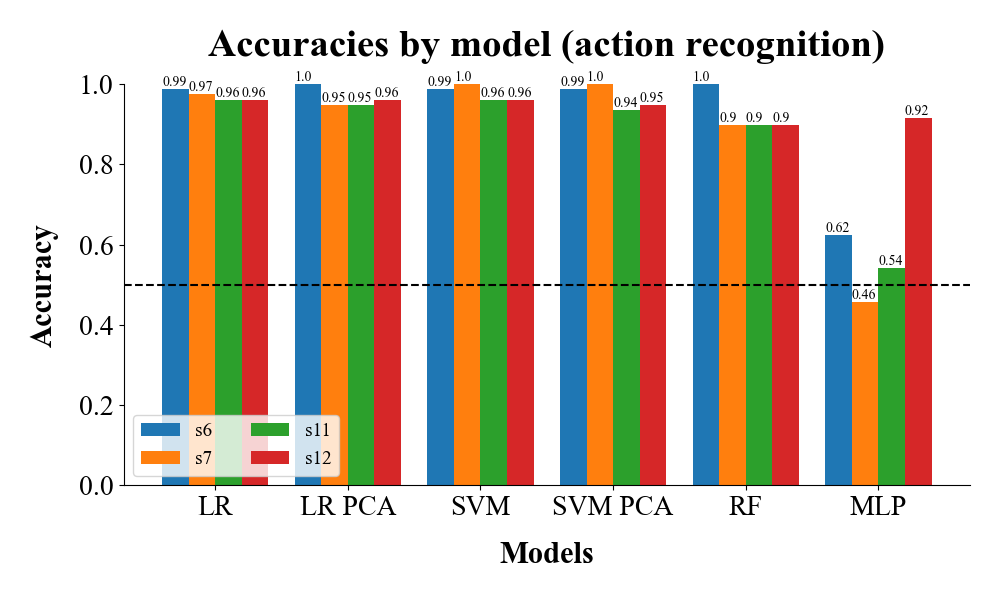 Accuracies by model (action recognition)
1.0
0.8
0.6
0.4
0.2
0.0
Accuracy
0.99 0.97 0.96 0.96
1.0 0.95 0.95 0.96
0.99 1.0 0.96 0.96
0.99 1.0 0.94 0.95
1.0 0.9 0.9 0.9
0.62 0.46 0.54 0.92
s6 s11
s7 s12
LR LR PCA SVM SVM PCA RF MLP
Models